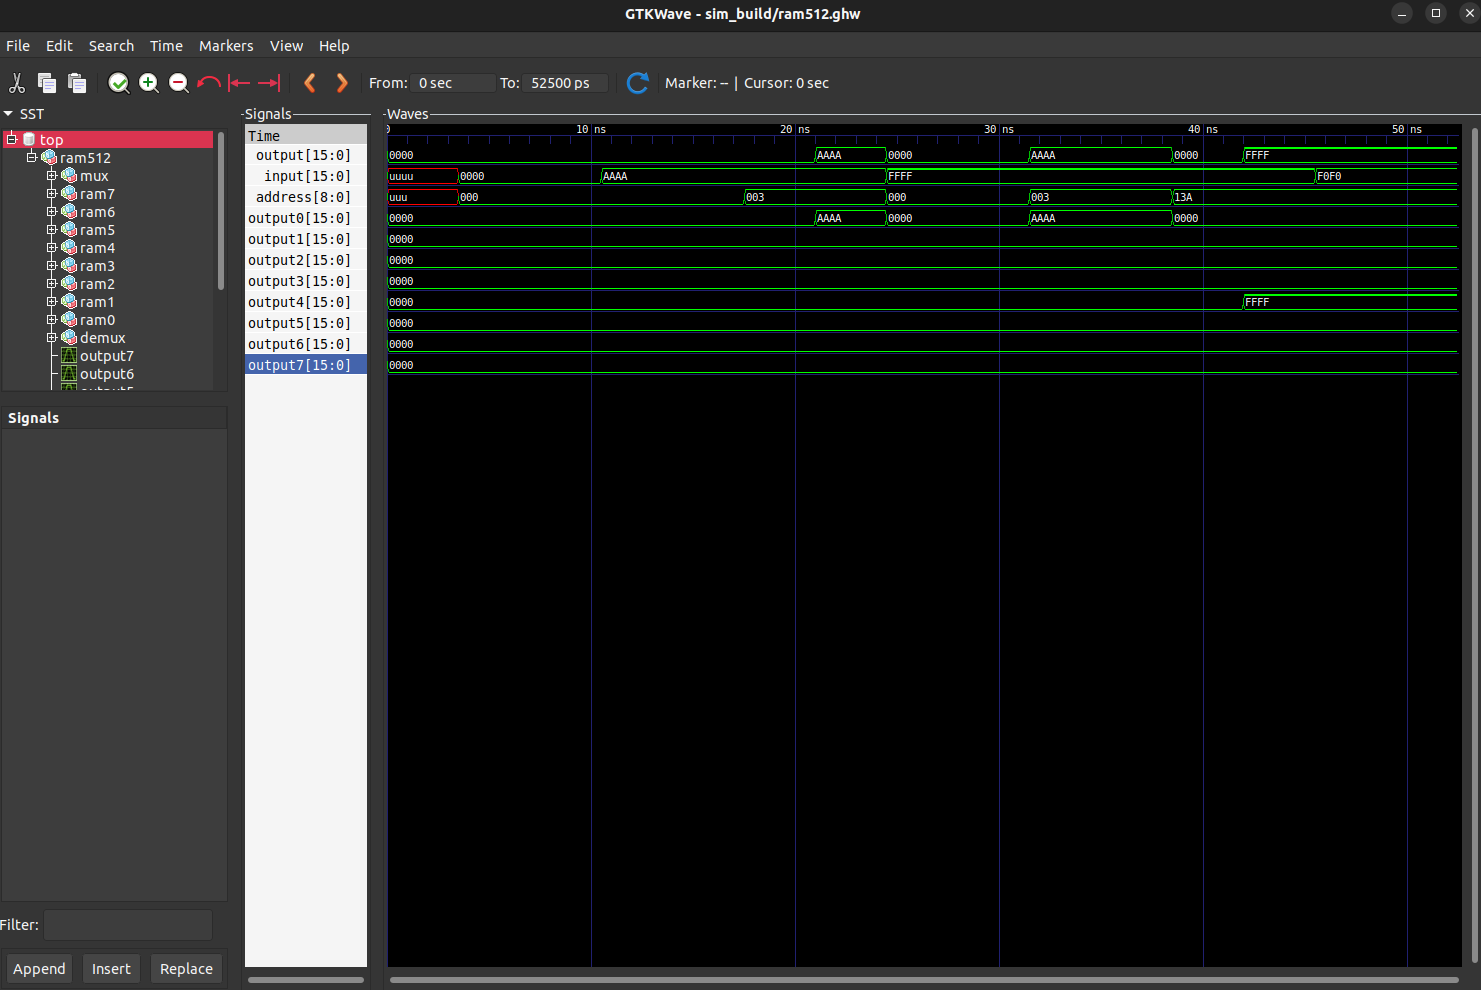 GTKWave - sim_build/ram512.ghw
File Edit Search Time Markers View Help
From: 0 sec To: 52500 ps Marker: -- | Cursor: 0 sec
SST
top
ram512
mux
ram7
ram6
ram5
ram4
ram3
ram2
ram1
ram0
demux
output7
output6
Signals
Filter:
Append Insert Replace
Signals
Time
output[15:0]
input[15:0]
address[8:0]
output0[15:0]
output1[15:0]
output2[15:0]
output3[15:0]
output4[15:0]
output5[15:0]
output6[15:0]
output7[15:0]
Waves
0 10 ns 20 ns 30 ns 40 ns 50 ns
0000 AAAA 0000 AAAA 0000 FFFF
uuuu 0000 AAAA FFFF F0F0
uuu 000 003 000 003 13A
0000 AAAA 0000 AAAA 0000
0000
0000
0000
0000 FFFF
0000
0000
0000